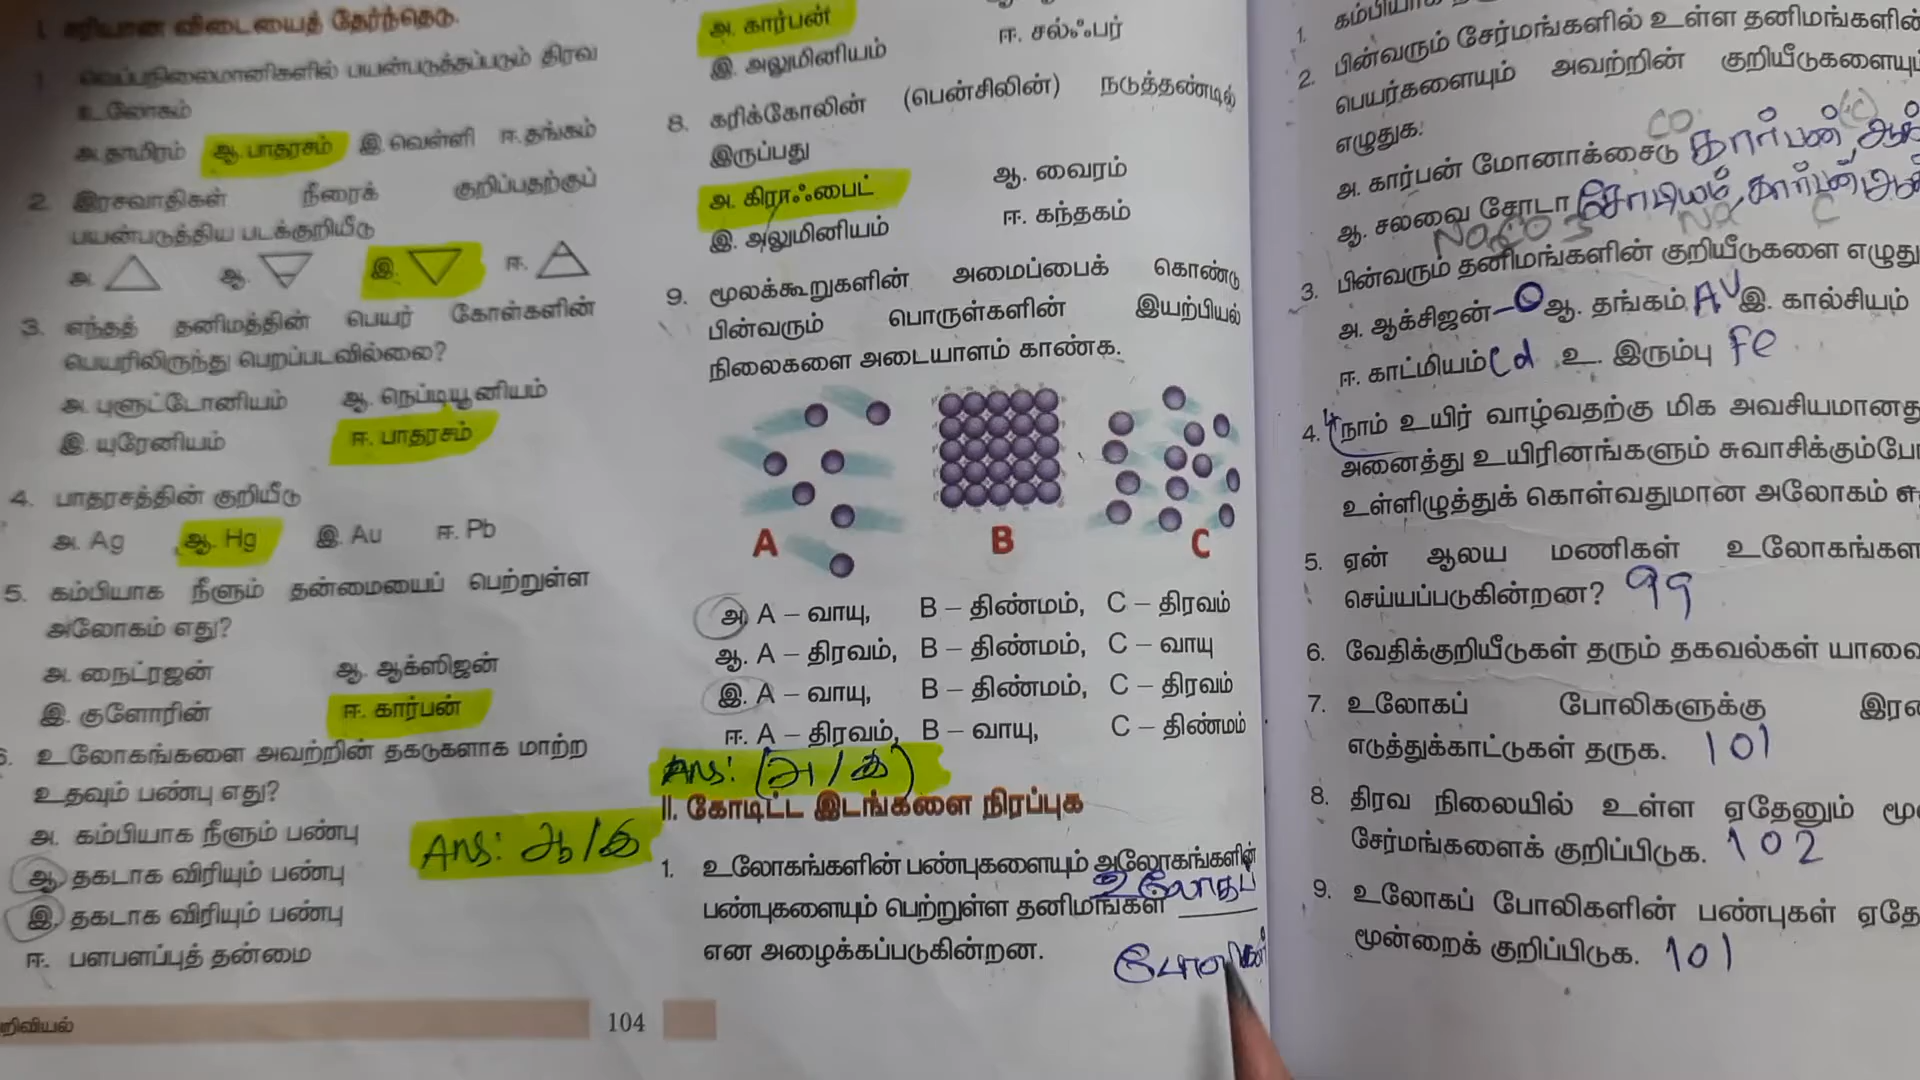 I. சரியான விடையைத் தேர்ந்தெடு.
1. வெப்பநிலைமானிகளில் பயன்படுத்தப்படும் திரவ
உலோகம்
அ. தாமிரம் ஆ. பாதரசம் இ. வெள்ளி ஈ. தங்கம்
2. இரசவாதிகள் நீரைக் குறிப்பதற்குப்
பயன்படுத்திய படக்குறியீடு
அ. ஆ. இ. ஈ.
3. எந்தத் தனிமத்தின் பெயர் கோள்களின்
பெயரிலிருந்து பெறப்படவில்லை?
அ. புளுட்டோனியம் ஆ. நெப்டியூனியம்
இ. யுரேனியம் ஈ. பாதரசம்
4. பாதரசத்தின் குறியீடு
அ. Ag ஆ. Hg இ. Au ஈ. Pb
5. கம்பியாக நீளும் தன்மையைப் பெற்றுள்ள
அலோகம் எது?
அ. நைட்ரஜன் ஆ. ஆக்ஸிஜன்
இ. குளோரின் ஈ. கார்பன்
6. உலோகங்களை அவற்றின் தகடுகளாக மாற்ற
உதவும் பண்பு எது?
அ. கம்பியாக நீளும் பண்பு
ஆ. தகடாக விரியும் பண்பு
இ. தகடாக விரியும் பண்பு
ஈ. பளபளப்புத் தன்மை
Ans: ஆ/இ
றிவியல்
104
அ. கார்பன்
இ. அலுமினியம் ஈ. சல்ஃபர்
8. கரிக்கோலின் (பென்சிலின்) நடுத்தண்டில்
இருப்பது
அ. கிராஃபைட் ஆ. வைரம்
இ. அலுமினியம் ஈ. கந்தகம்
9. மூலக்கூறுகளின் அமைப்பைக் கொண்டு
பின்வரும் பொருள்களின் இயற்பியல்
நிலைகளை அடையாளம் காண்க.
A B C
அ. A – வாயு, B – திண்மம், C – திரவம்
ஆ. A – திரவம், B – திண்மம், C – வாயு
இ. A – வாயு, B – திண்மம், C – திரவம்
ஈ. A – திரவம், B – வாயு, C – திண்மம்
Ans: (அ/இ)
II. கோடிட்ட இடங்களை நிரப்புக
1. உலோகங்களின் பண்புகளையும் அலோகங்களின்
உலோகப்
பண்புகளையும் பெற்றுள்ள தனிமங்கள்
என அழைக்கப்படுகின்றன.
போலிகள்
1.
2. பின்வரும் சேர்மங்களில் உள்ள தனிமங்களின்
பெயர்களையும் அவற்றின் குறியீடுகளையும்
எழுதுக.
CO (C)
அ. கார்பன் மோனாக்சைடு கார்பன்
ஆ. சலவை சோடா சோடியம், கார்பன்
Na C
3. பின்வரும் தனிமங்களின் குறியீடுகளை எழுது
அ. ஆக்சிஜன் – O ஆ. தங்கம் AU இ. கால்சியம்
ஈ. காட்மியம் Cd உ. இரும்பு Fe
4. நாம் உயிர் வாழ்வதற்கு மிக அவசியமானது
அனைத்து உயிரினங்களும் சுவாசிக்கும்போ
உள்ளிழுத்துக் கொள்வதுமான அலோகம் எ
5. ஏன் ஆலய மணிகள் உலோகங்கள
செய்யப்படுகின்றன? 99
6. வேதிக்குறியீடுகள் தரும் தகவல்கள் யாவை
7. உலோகப் போலிகளுக்கு இரண
எடுத்துக்காட்டுகள் தருக. 101
8. திரவ நிலையில் உள்ள ஏதேனும் மூ
சேர்மங்களைக் குறிப்பிடுக. 102
9. உலோகப் போலிகளின் பண்புகள் ஏதே
மூன்றைக் குறிப்பிடுக. 101